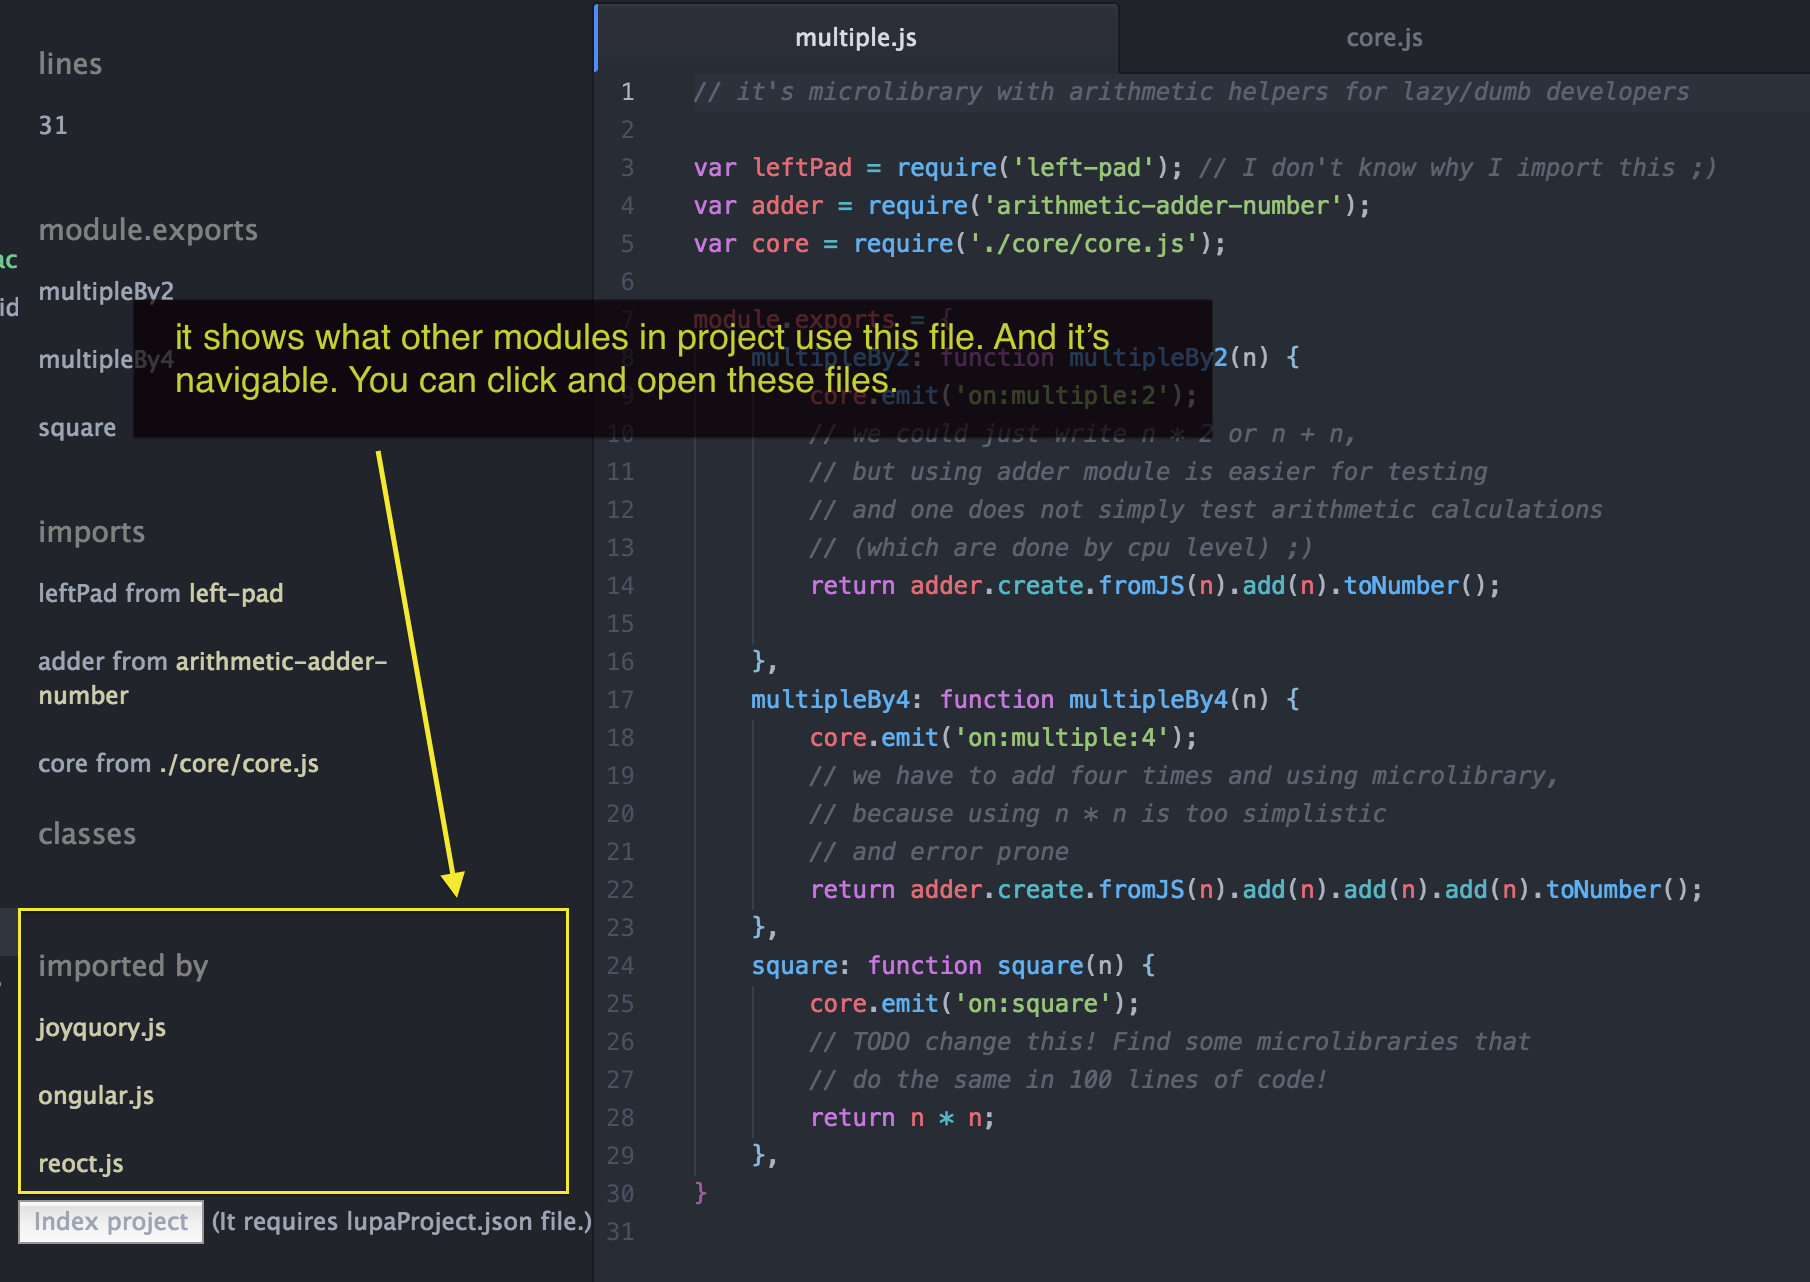 lines
31
module.exports
ac
multipleBy2
id
multipleBy4
square
imports
leftPad from left-pad
adder from arithmetic-adder-
number
core from ./core/core.js
classes
imported by
joyquory.js
ongular.js
reoct.js
Index project (It requires lupaProject.json file.)
it shows what other modules in project use this file. And it’s
navigable. You can click and open these files.
multiple.js core.js
1 // it's microlibrary with arithmetic helpers for lazy/dumb developers
2
3 var leftPad = require('left-pad'); // I don't know why I import this ;)
4 var adder = require('arithmetic-adder-number');
5 var core = require('./core/core.js');
6
7 module.exports = {
8 multipleBy2: function multipleBy2(n) {
9 core.emit('on:multiple:2');
10 // we could just write n * 2 or n + n,
11 // but using adder module is easier for testing
12 // and one does not simply test arithmetic calculations
13 // (which are done by cpu level) ;)
14 return adder.create.fromJS(n).add(n).toNumber();
15
16 },
17 multipleBy4: function multipleBy4(n) {
18 core.emit('on:multiple:4');
19 // we have to add four times and using microlibrary,
20 // because using n * n is too simplistic
21 // and error prone
22 return adder.create.fromJS(n).add(n).add(n).add(n).toNumber();
23 },
24 square: function square(n) {
25 core.emit('on:square');
26 // TODO change this! Find some microlibraries that
27 // do the same in 100 lines of code!
28 return n * n;
29 },
30 }
31